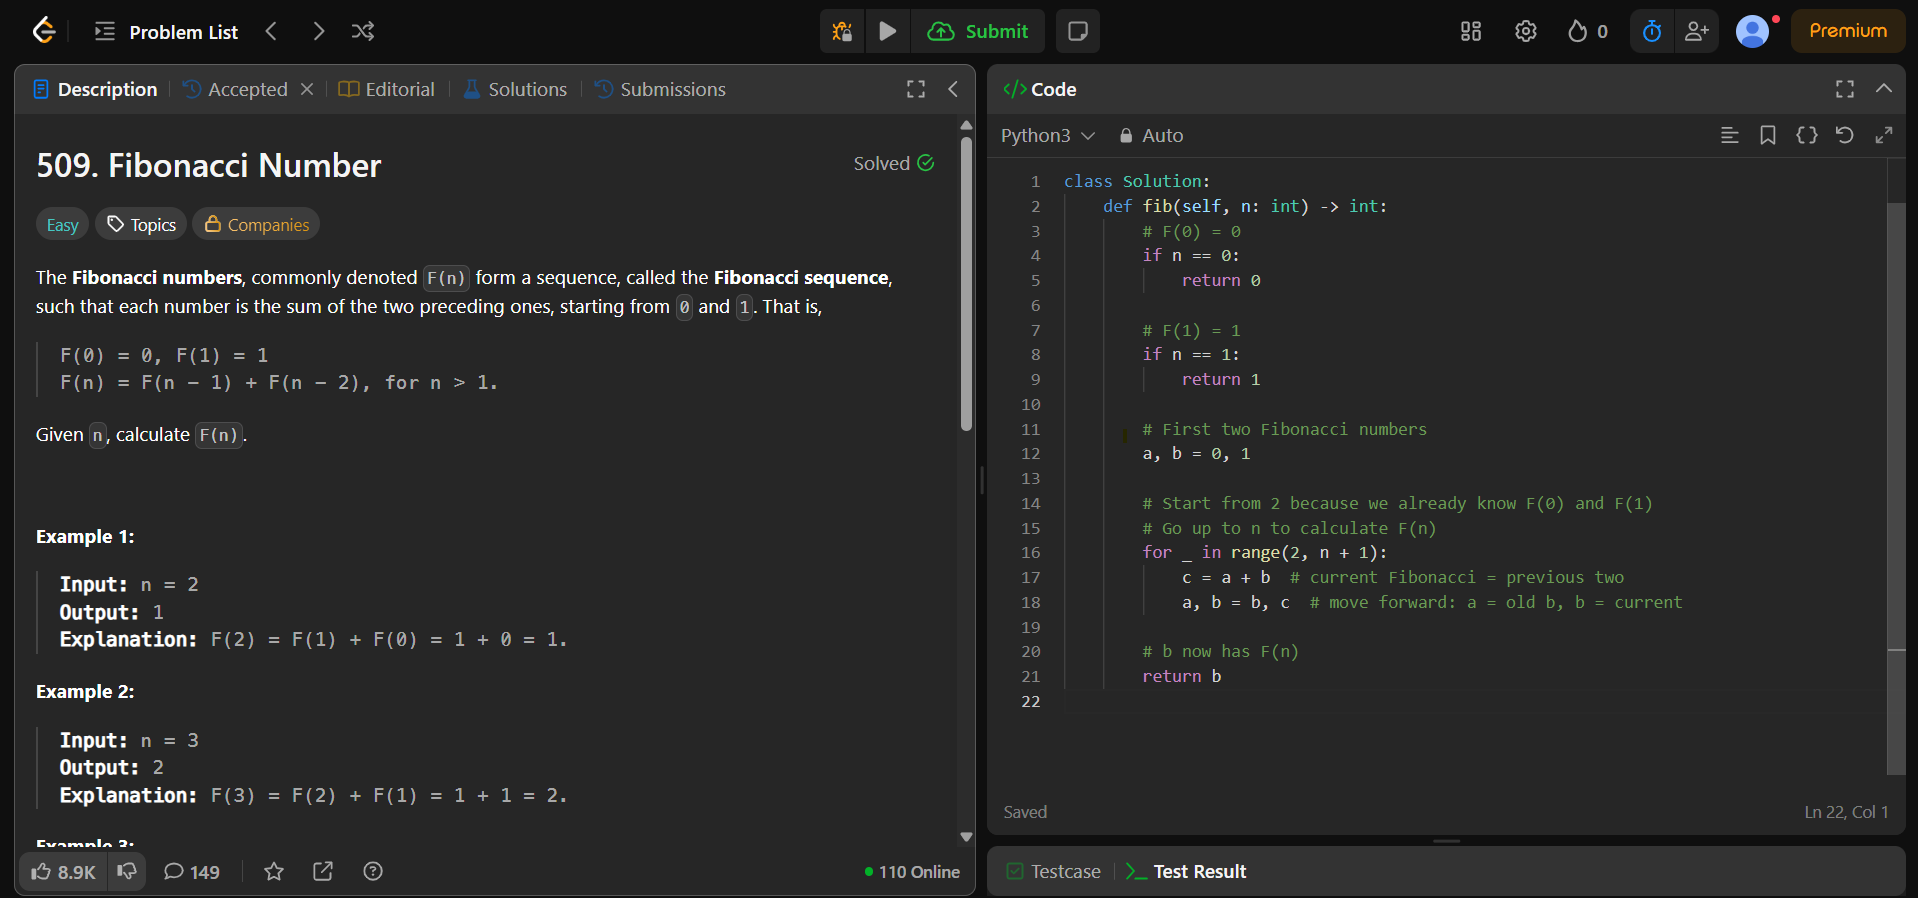 Problem List
Submit
0
Premium
Description
Accepted
Editorial
Solutions
Submissions
509. Fibonacci Number
Solved
Easy
Topics
Companies
The Fibonacci numbers, commonly denoted F(n) form a sequence, called the Fibonacci sequence,
such that each number is the sum of the two preceding ones, starting from 0 and 1. That is,
F(0) = 0, F(1) = 1
F(n) = F(n - 1) + F(n - 2), for n > 1.
Given n, calculate F(n).
Example 1:
Input: n = 2
Output: 1
Explanation: F(2) = F(1) + F(0) = 1 + 0 = 1.
Example 2:
Input: n = 3
Output: 2
Explanation: F(3) = F(2) + F(1) = 1 + 1 = 2.
Example 3:
8.9K
149
110 Online
</> Code
Python3
Auto
1 class Solution:
2     def fib(self, n: int) -> int:
3         # F(0) = 0
4         if n == 0:
5             return 0
6
7         # F(1) = 1
8         if n == 1:
9             return 1
10
11         # First two Fibonacci numbers
12         a, b = 0, 1
13
14         # Start from 2 because we already know F(0) and F(1)
15         # Go up to n to calculate F(n)
16         for _ in range(2, n + 1):
17             c = a + b  # current Fibonacci = previous two
18             a, b = b, c  # move forward: a = old b, b = current
19
20         # b now has F(n)
21         return b
22
Saved
Ln 22, Col 1
Testcase
Test Result